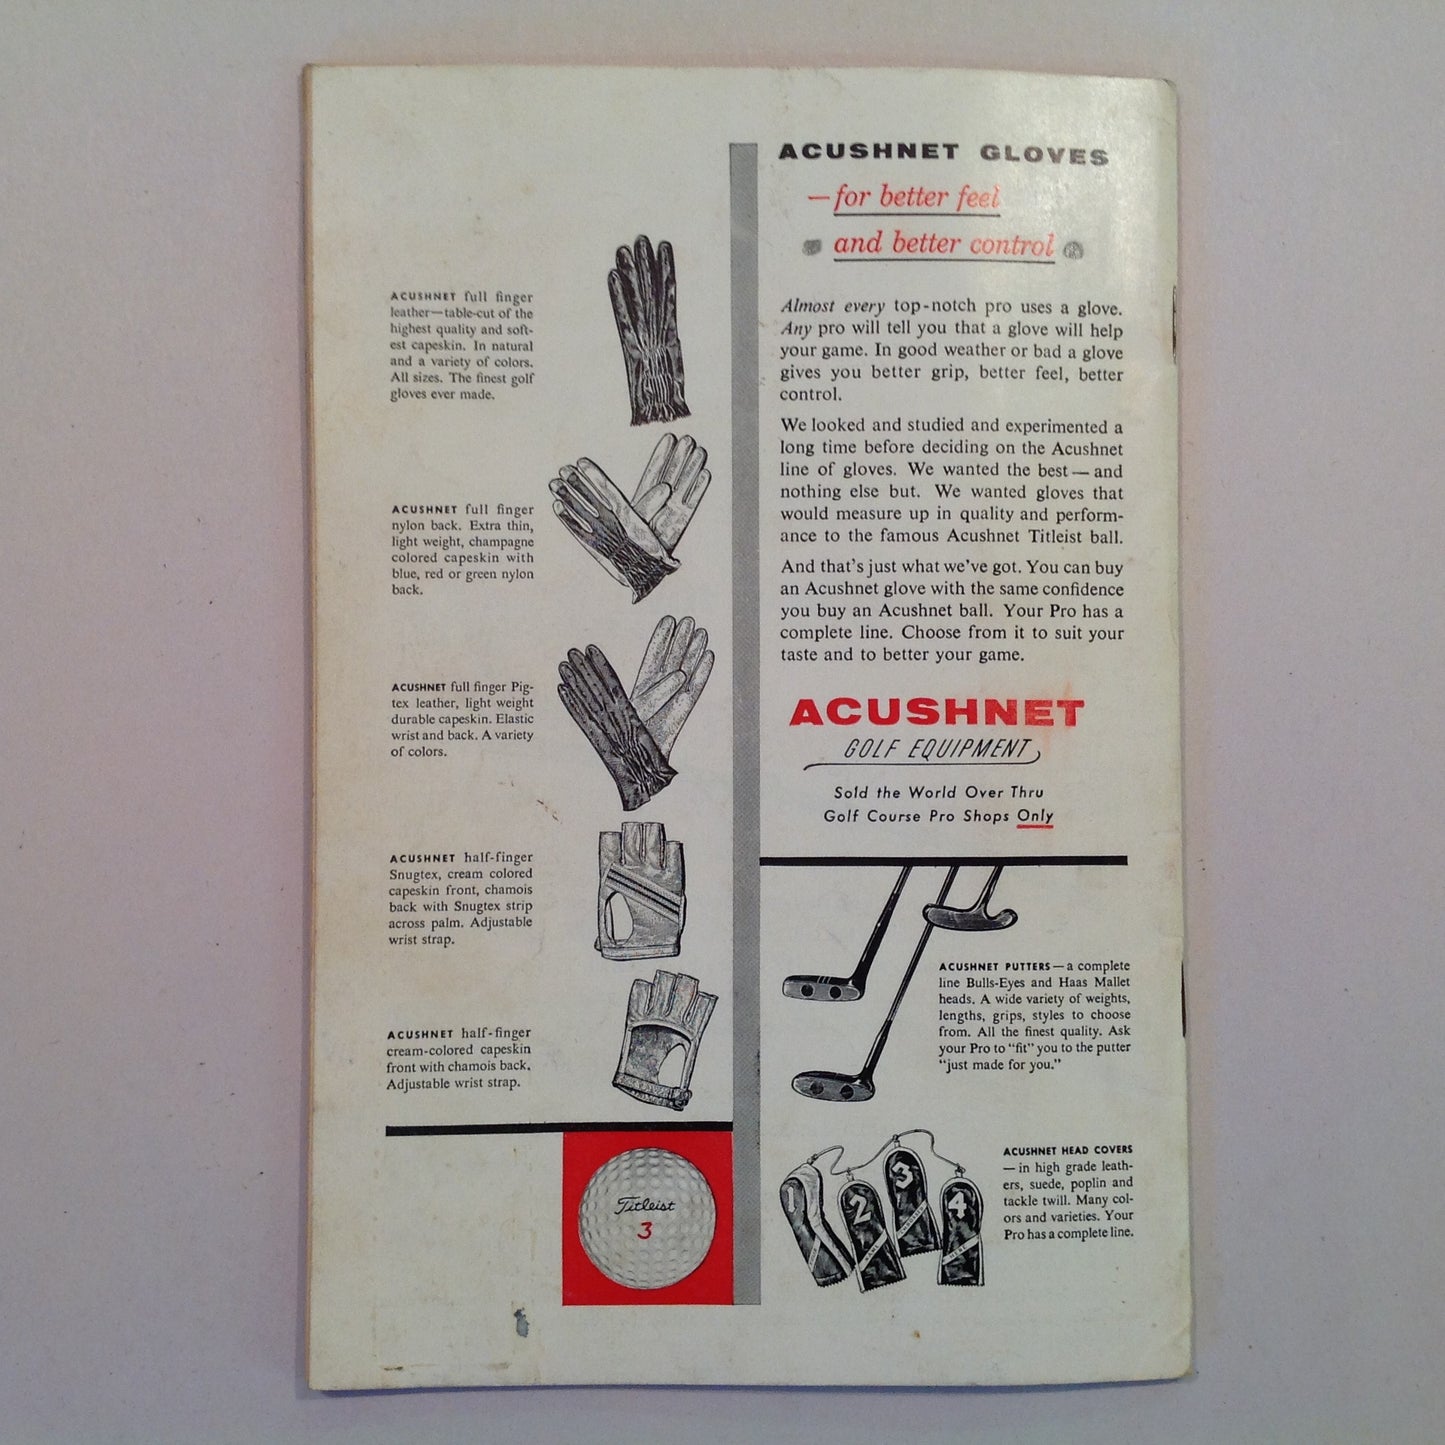 ACUSHNET full finger
leather—table-cut of the
highest quality and soft-
est capeskin. In natural
and a variety of colors.
All sizes. The finest golf
gloves ever made.
ACUSHNET full finger
nylon back. Extra thin,
light weight, champagne
colored capeskin with
blue, red or green nylon
back.
ACUSHNET full finger Pig-
tex leather, light weight
durable capeskin. Elastic
wrist and back. A variety
of colors.
ACUSHNET half-finger
Snugtex, cream colored
capeskin front, chamois
back with Snugtex strip
across palm. Adjustable
wrist strap.
ACUSHNET half-finger
cream-colored capeskin
front with chamois back.
Adjustable wrist strap.
Titleist
3
ACUSHNET GLOVES
—for better feel
and better control
Almost every top-notch pro uses a glove.
Any pro will tell you that a glove will help
your game. In good weather or bad a glove
gives you better grip, better feel, better
control.
We looked and studied and experimented a
long time before deciding on the Acushnet
line of gloves. We wanted the best—and
nothing else but. We wanted gloves that
would measure up in quality and perform-
ance to the famous Acushnet Titleist ball.
And that's just what we've got. You can buy
an Acushnet glove with the same confidence
you buy an Acushnet ball. Your Pro has a
complete line. Choose from it to suit your
taste and to better your game.
ACUSHNET
GOLF EQUIPMENT
Sold the World Over Thru
Golf Course Pro Shops Only
ACUSHNET PUTTERS—a complete
line Bulls-Eyes and Haas Mallet
heads. A wide variety of weights,
lengths, grips, styles to choose
from. All the finest quality. Ask
your Pro to "fit" you to the putter
"just made for you."
1
2
3
4
ACUSHNET HEAD COVERS
—in high grade leath-
ers, suede, poplin and
tackle twill. Many col-
ors and varieties. Your
Pro has a complete line.